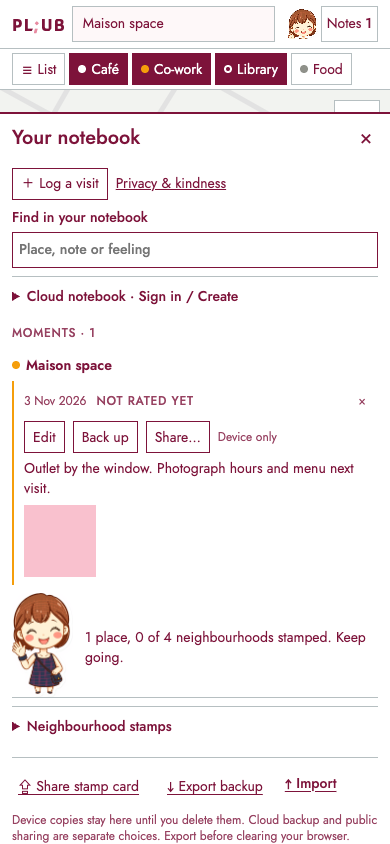 PL;UB
Maison space
Notes 1
≡ List
Café
Co-work
Library
Food
Your notebook
×
+ Log a visit
Privacy & kindness
Find in your notebook
Place, note or feeling
▶ Cloud notebook · Sign in / Create
MOMENTS · 1
Maison space
3 Nov 2026 NOT RATED YET ×
Edit
Back up
Share...
Device only
Outlet by the window. Photograph hours and menu next
visit.
1 place, 0 of 4 neighbourhoods stamped. Keep
going.
▶ Neighbourhood stamps
Share stamp card
↓ Export backup
↑ Import
Device copies stay here until you delete them. Cloud backup and public
sharing are separate choices. Export before clearing your browser.